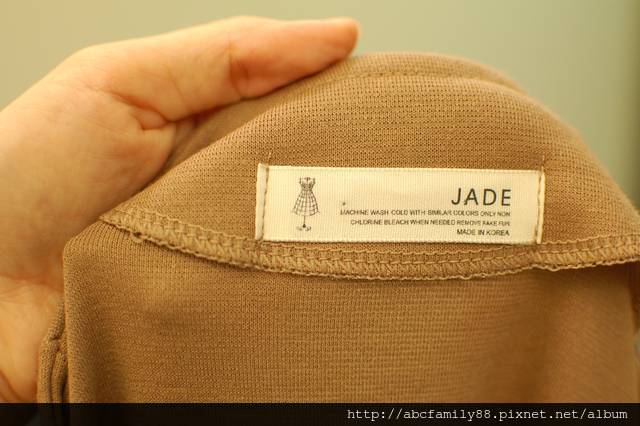 JADE
MACHINE WASH COLD WITH SIMILAR COLORS ONLY NON
CHLORINE BLEACH WHEN NEEDED REMOVE FAKE FUR
MADE IN KOREA
http://abcfamily88.pixnet.net/album